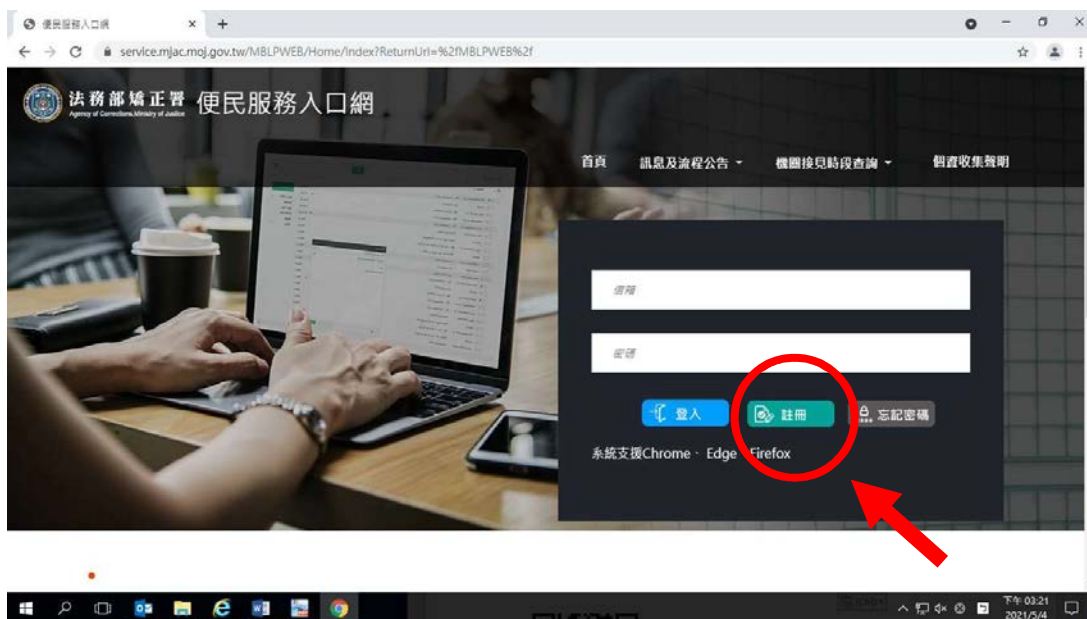 便民服務入口網
service.mjac.moj.gov.tw/MBLPWEB/Home/Index?ReturnUrl=%2fMBLPWEB%2f
法務部矯正署 便民服務入口網
Agency of Corrections,Ministry of Justice
首頁 訊息及流程公告 機關接見時段查詢 個資收集聲明
信箱
密碼
登入 註冊 忘記密碼
系統支援Chrome、Edge、Firefox
下午 03:21
2021/5/4